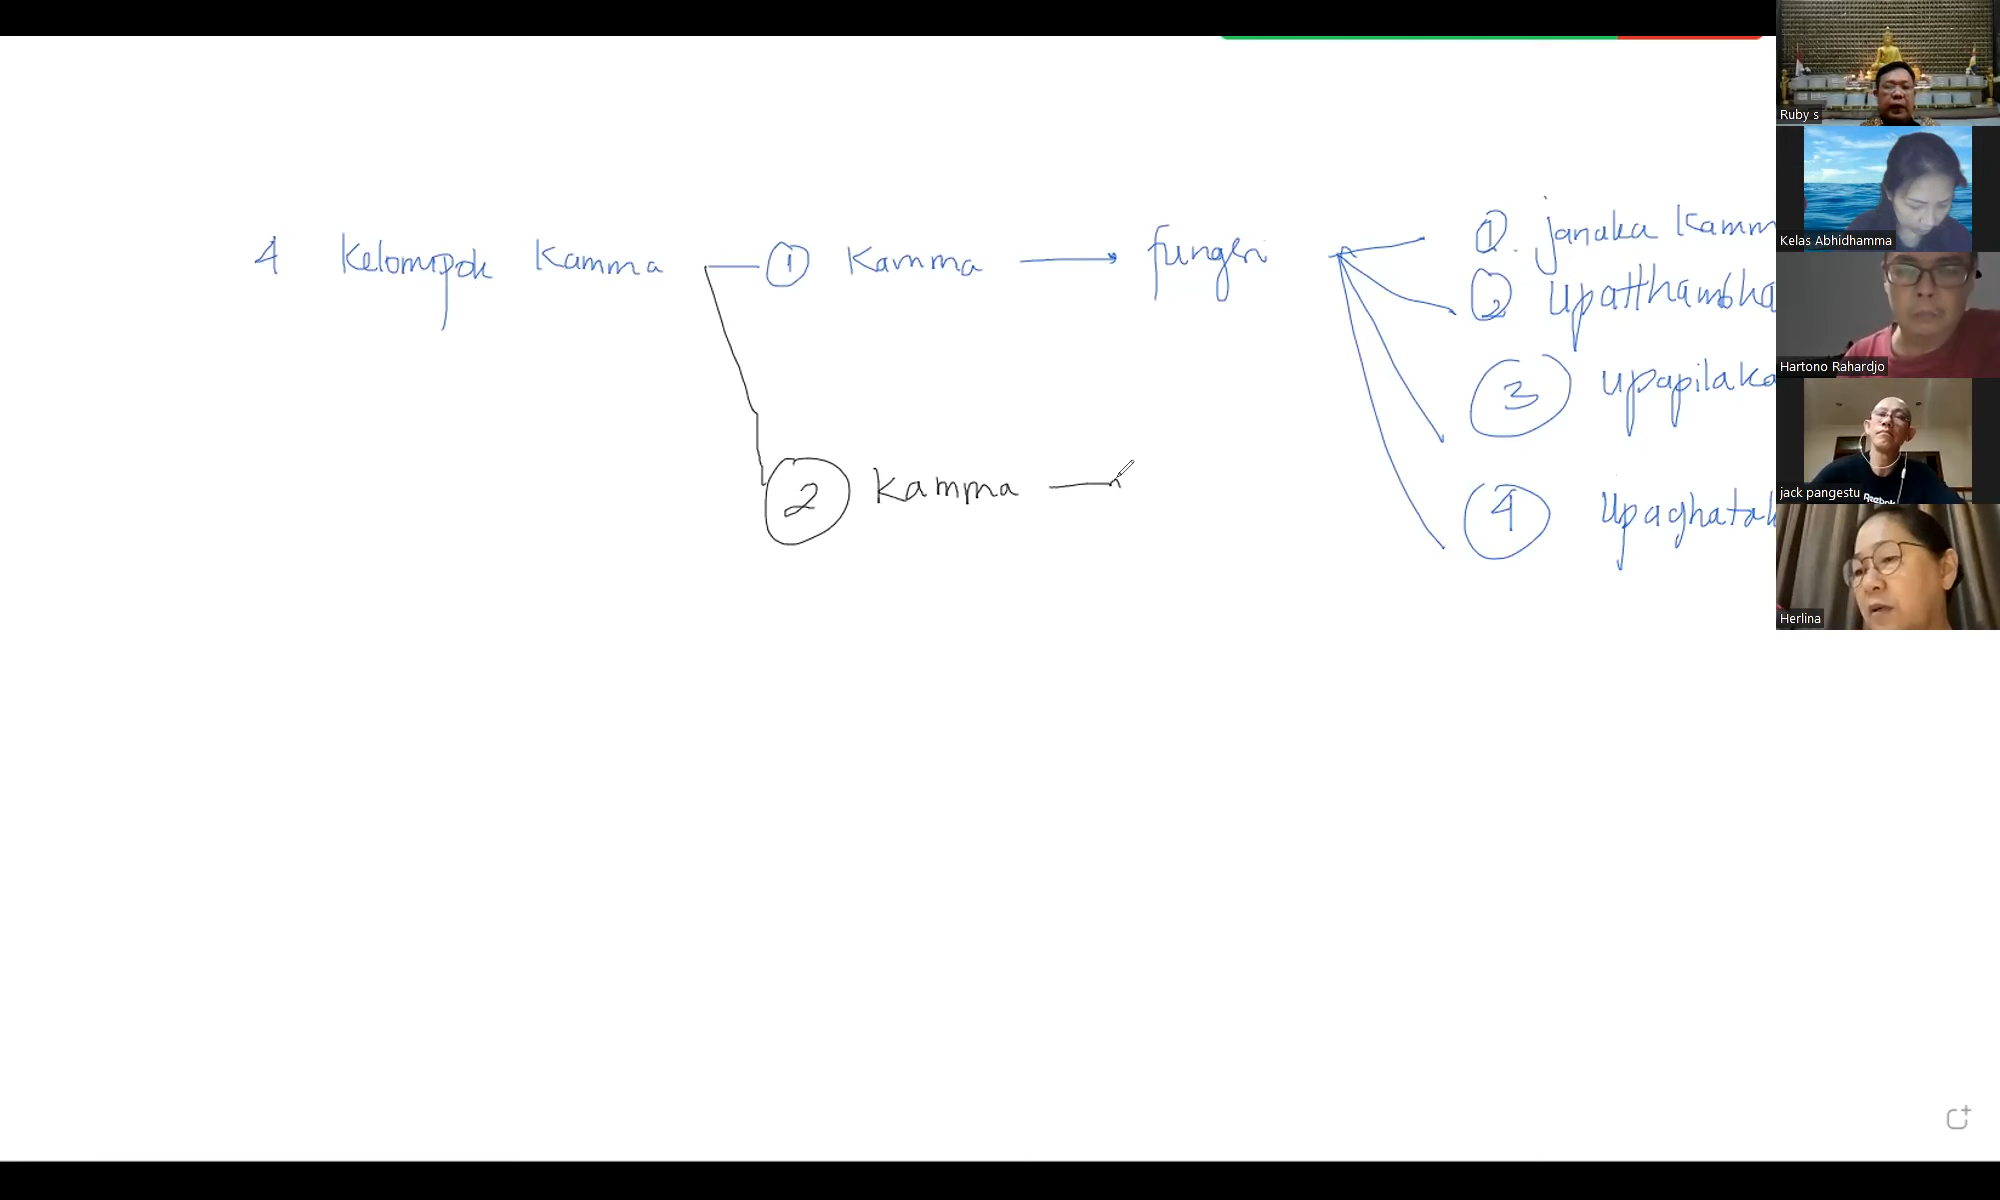 4 Kelompok Kamma
① Kamma → fungsi
①. janaka Kamm
② upatthambha
③ upapilaka
④ upaghatak
② Kamma
Ruby s
Kelas Abhidhamma
Hartono Rahardjo
jack pangestu
Reebok
Herlina